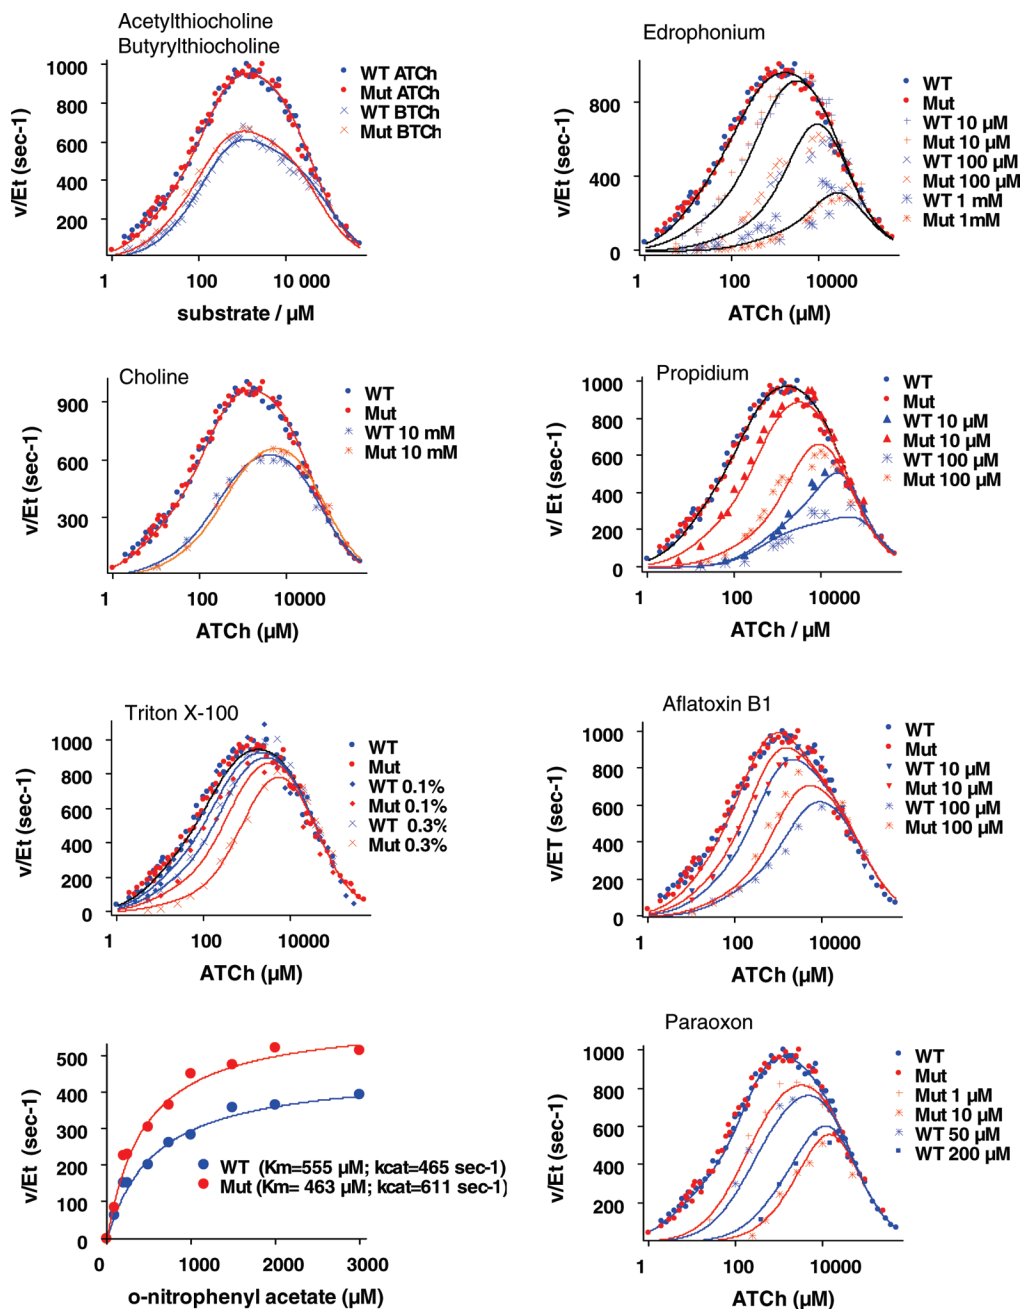 Acetylthiocholine
Butyrylthiocholine
1000
800
600
400
200
v/Et (sec-1)
WT ATCh
Mut ATCh
WT BTCh
Mut BTCh
1
100
10 000
substrate / µM
Edrophonium
800
400
0
v/Et (sec-1)
WT
Mut
WT 10 µM
Mut 10 µM
WT 100 µM
Mut 100 µM
WT 1 mM
Mut 1mM
1
100
10000
ATCh (µM)
Choline
900
600
300
v/Et (sec-1)
WT
Mut
WT 10 mM
Mut 10 mM
1
100
10000
ATCh (µM)
Propidium
1000
800
600
400
200
0
v/ Et (sec-1)
WT
Mut
WT 10 µM
Mut 10 µM
WT 100 µM
Mut 100 µM
1
100
10000
ATCh / µM
Triton X-100
1000
800
600
400
200
0
v/Et (sec-1)
WT
Mut
WT 0.1%
Mut 0.1%
WT 0.3%
Mut 0.3%
1
100
10000
ATCh (µM)
Aflatoxin B1
1000
800
600
400
200
0
v/ET (sec-1)
WT
Mut
WT 10 µM
Mut 10 µM
WT 100 µM
Mut 100 µM
1
100
10000
ATCh (µM)
500
400
300
200
100
0
v/Et (sec-1)
WT (Km=555 µM; kcat=465 sec-1)
Mut (Km= 463 µM; kcat=611 sec-1)
0
1000
2000
3000
o-nitrophenyl acetate
(µM)
Paraoxon
1000
800
600
400
200
v/Et (sec-1)
WT
Mut
Mut 1 µM
Mut 10 µM
WT 50 µM
WT 200 µM
1
100
10000
ATCh (µM)